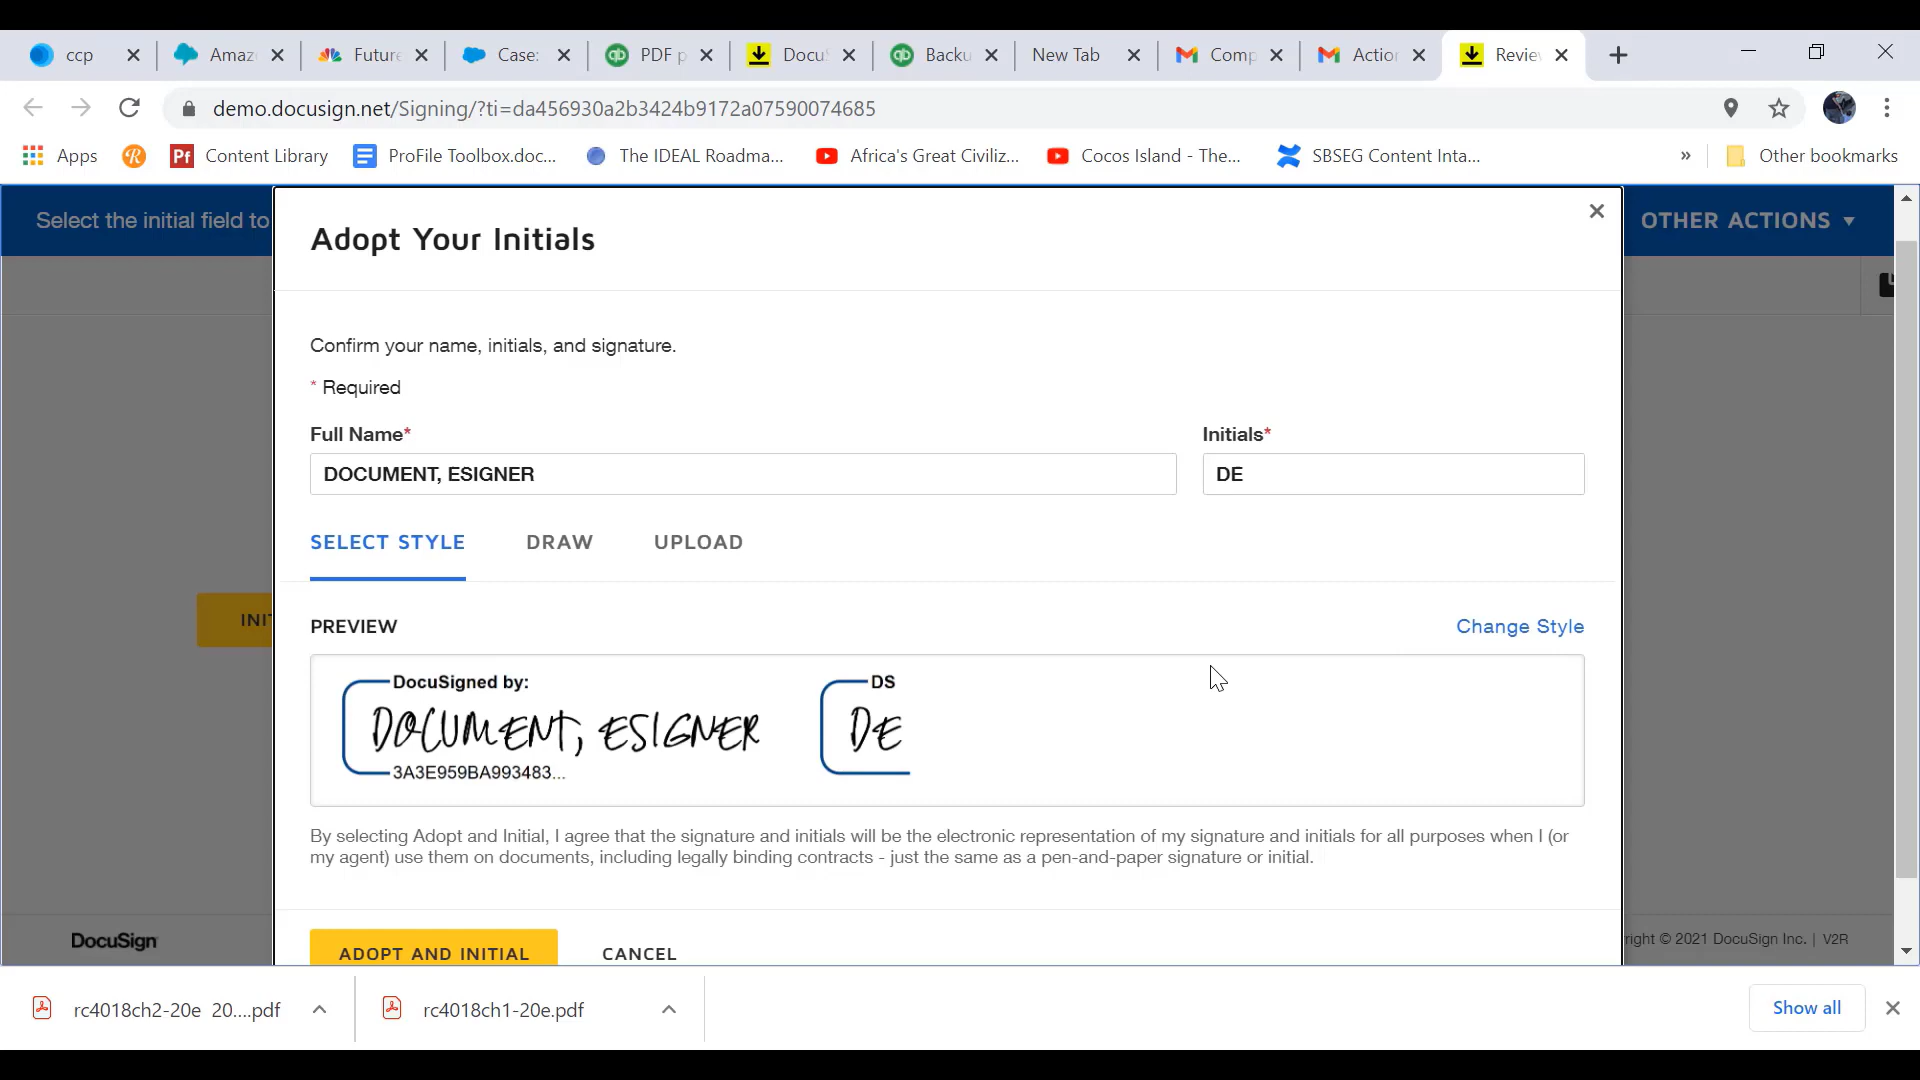 ccp
Amaz
Future
Case:
PDF p
DocuS
Backu
New Tab
Comp
Action
Revie
demo.docusign.net/Signing/?ti=da456930a2b3424b9172a07590074685
Apps
Content Library
ProFile Toolbox.doc...
The IDEAL Roadma...
Africa's Great Civiliz...
Cocos Island - The...
SBSEG Content Inta...
»
Other bookmarks
Select the initial field to
OTHER ACTIONS
Adopt Your Initials
Confirm your name, initials, and signature.
* Required
Full Name*
Initials*
DOCUMENT, ESIGNER
DE
SELECT STYLE
DRAW
UPLOAD
PREVIEW
Change Style
DocuSigned by:
DOCUMENT, ESIGNER
3A3E959BA993483...
DS
DE
By selecting Adopt and Initial, I agree that the signature and initials will be the electronic representation of my signature and initials for all purposes when I (or
my agent) use them on documents, including legally binding contracts - just the same as a pen-and-paper signature or initial.
ADOPT AND INITIAL
CANCEL
INIT
DocuSign
right © 2021 DocuSign Inc. | V2R
rc4018ch2-20e 20....pdf
rc4018ch1-20e.pdf
Show all